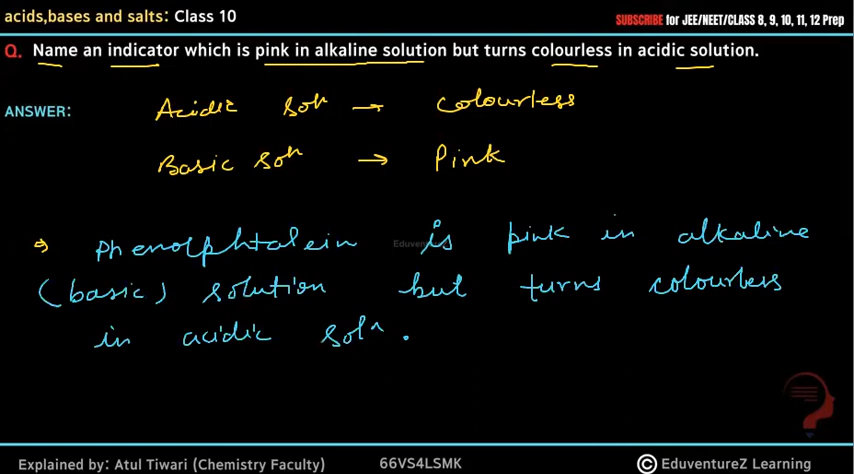 acids,bases and salts: Class 10
SUBSCRIBE for JEE/NEET/CLASS 8, 9, 10, 11, 12 Prep
Q. Name an indicator which is pink in alkaline solution but turns colourless in acidic solution.
ANSWER: Acidic Solⁿ → Colourless
Basic Solⁿ → Pink
⇒ Phenolphtalein is pink in alkaline
(basic) solution but turns colourless
in acidic solⁿ.
Eduventure
Explained by: Atul Tiwari (Chemistry Faculty) 66VS4LSMK © EduventureZ Learning